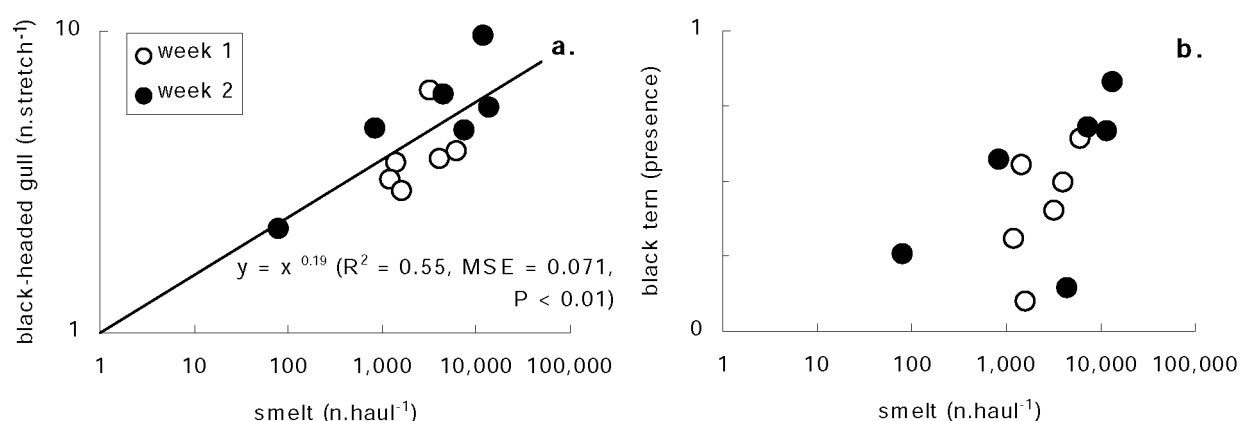 black-headed gull (n.stretch⁻¹)
10
1
week 1
week 2
a.
y = x ^0.19 (R² = 0.55, MSE = 0.071,
P < 0.01)
1 10 100 1,000 10,000 100,000
smelt (n.haul⁻¹)
black tern (presence)
1
0
b.
1 10 100 1,000 10,000 100,000
smelt (n.haul⁻¹)